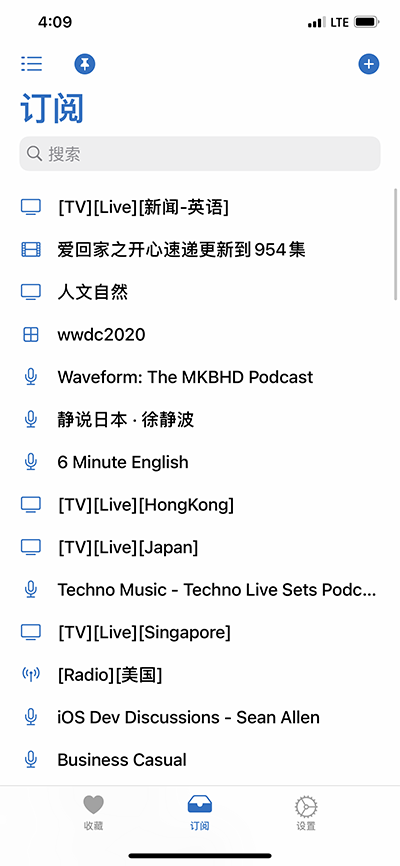 4:09 LTE
订阅
搜索
[TV][Live][新闻-英语]
爱回家之开心速递更新到954集
人文自然
wwdc2020
Waveform: The MKBHD Podcast
静说日本 · 徐静波
6 Minute English
[TV][Live][HongKong]
[TV][Live][Japan]
Techno Music - Techno Live Sets Podc...
[TV][Live][Singapore]
[Radio][美国]
iOS Dev Discussions - Sean Allen
Business Casual
收藏 订阅 设置